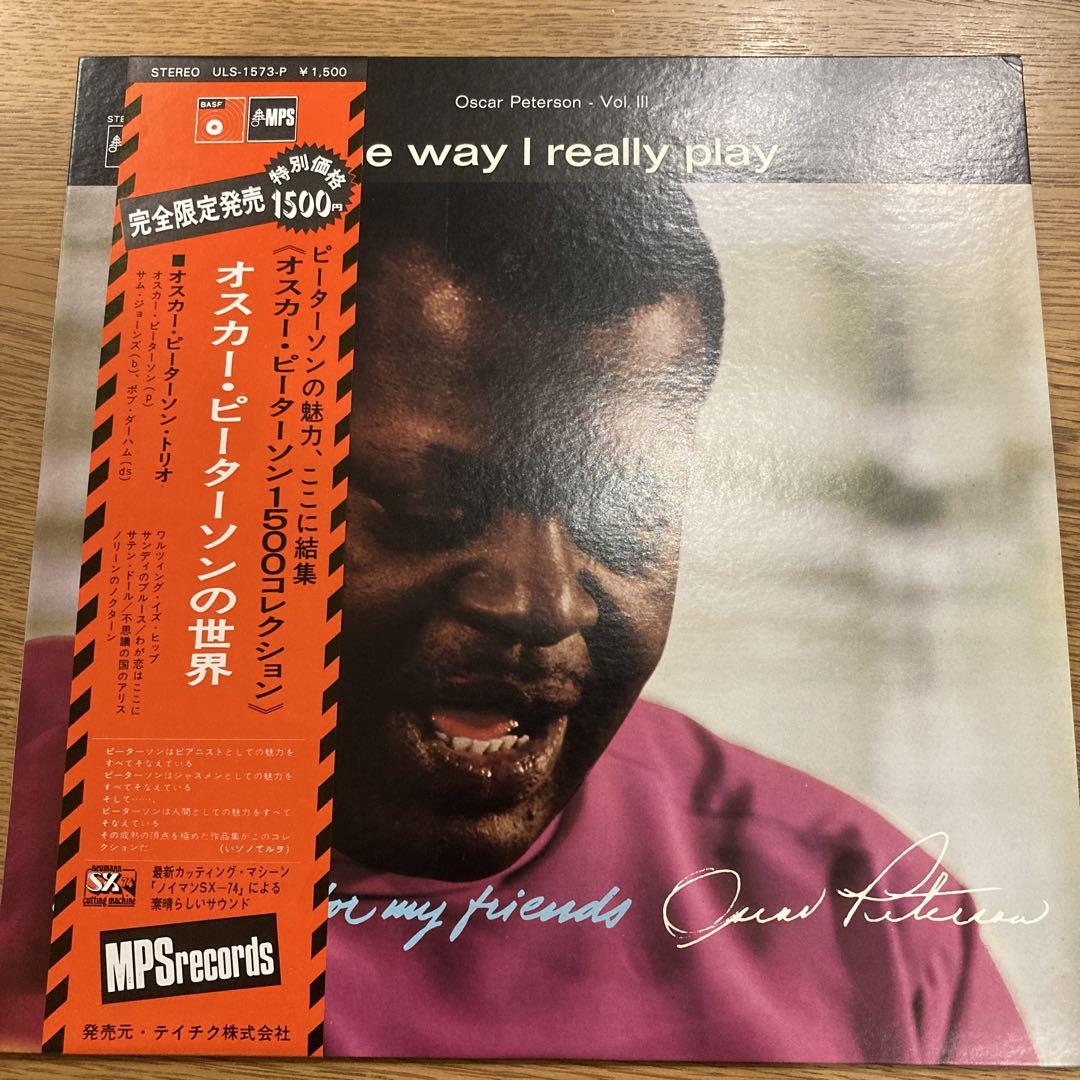 STEREO ULS-1573-P ¥1,500
BASF
MPS
Oscar Peterson - Vol. III
e way I really play
STE
特別価格
1500円
完全限定発売
ピーターソンの魅力、ここに結集
《オスカー・ピーターソン1500コレクション》
オスカー・ピーターソンの世界
■オスカー・ピーターソン・トリオ
オスカー・ピーターソン(p)
サム・ジョーンズ(b)、ボブ・ダーハム(ds)
ワルツィング・イズ・ヒップ
サンディのブルース/わが恋はここに
サテン・ドール/不思議の国のアリス
ノリーンのノクターン
ピーターソンはピアニストとしての魅力を
すべてそなえている
ピーターソンはジャズメンとしての魅力を
すべてそなえている
そして……、
ピーターソンは人間としての魅力をすべて
そなえている
その成熟の頂点を極めた作品集がこのコレ
クションだ (いソノてルヲ)
neumann
SX74
cutting machine
最新カッティング・マシーン
「ノイマンSX-74」による
素晴らしいサウンド
for my friends Oscar Peterson
MPSrecords
発売元・テイチク株式会社